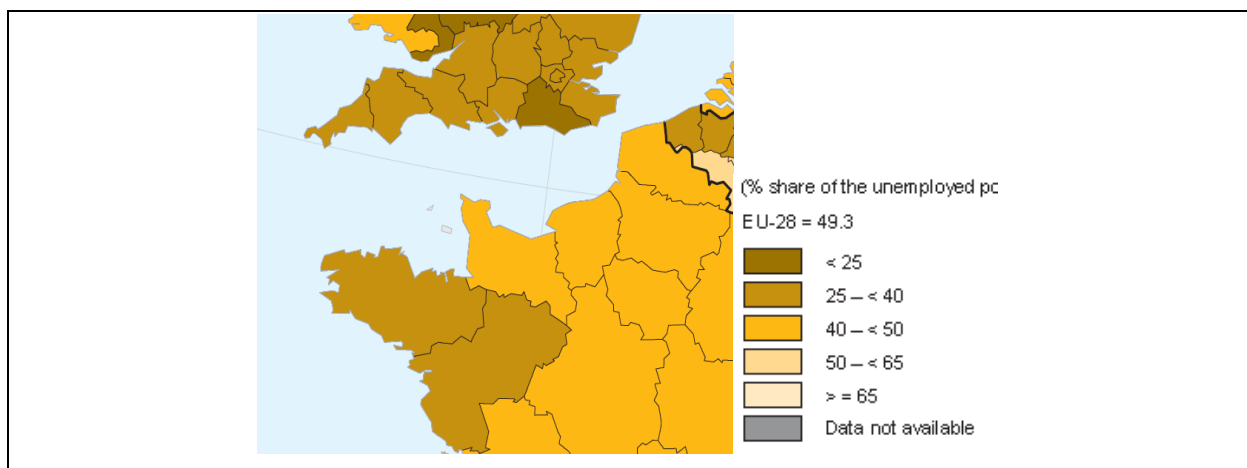 (% share of the unemployed
EU-28 = 49.3
< 25
25 – < 40
40 – < 50
50 – < 65
> = 65
Data not available